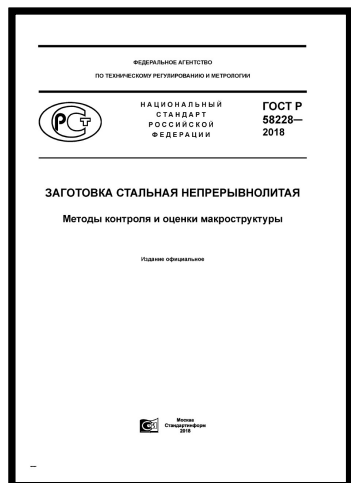 ФЕДЕРАЛЬНОЕ АГЕНТСТВО
ПО ТЕХНИЧЕСКОМУ РЕГУЛИРОВАНИЮ И МЕТРОЛОГИИ
НАЦИОНАЛЬНЫЙ
СТАНДАРТ
РОССИЙСКОЙ
ФЕДЕРАЦИИ
ГОСТ Р
58228—
2018
ЗАГОТОВКА СТАЛЬНАЯ НЕПРЕРЫВНОЛИТАЯ
Методы контроля и оценки макроструктуры
Издание официальное
Москва
Стандартинформ
2018